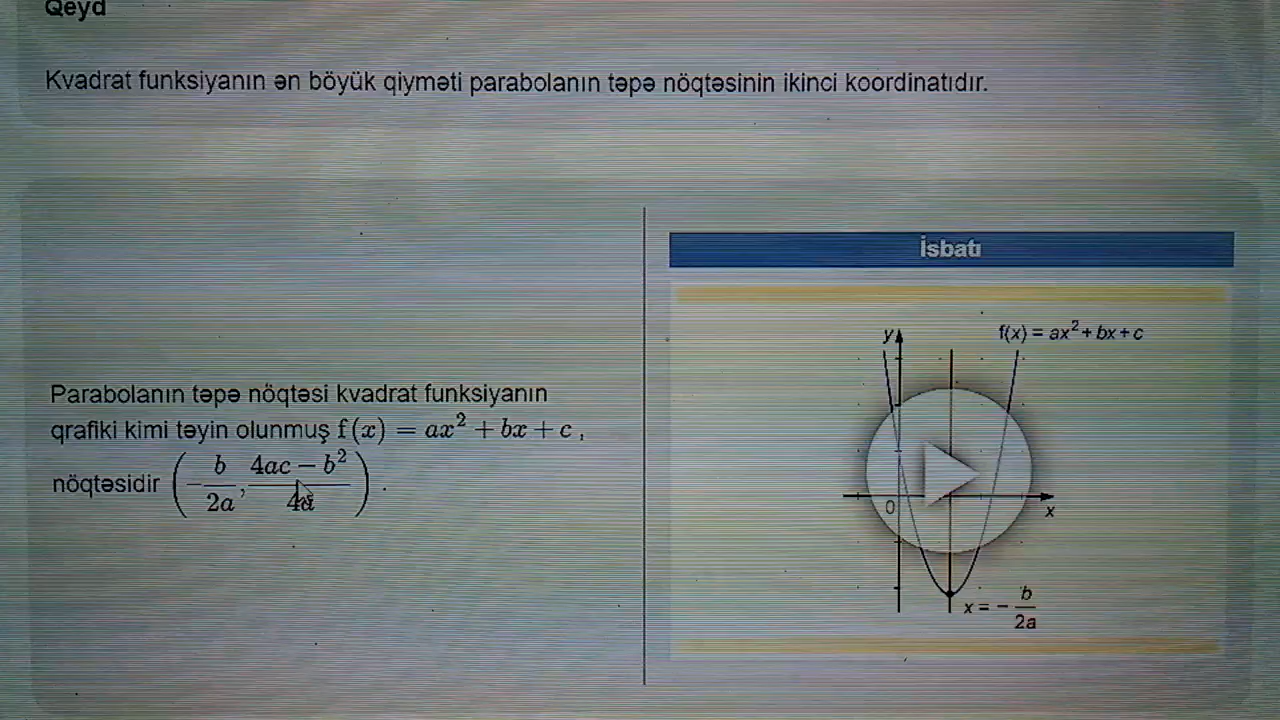 Qeyd
Kvadrat funksiyanın ən böyük qiyməti parabolanın təpə nöqtəsinin ikinci koordinatıdır.
Parabolanın təpə nöqtəsi kvadrat funksiyanın
qrafiki kimi təyin olunmuş f(x) = ax² + bx + c ,
nöqtəsidir (-b/2a, 4ac - b²/4a) .
İsbatı
y
f(x) = ax² + bx + c
0
x
x = - b/2a